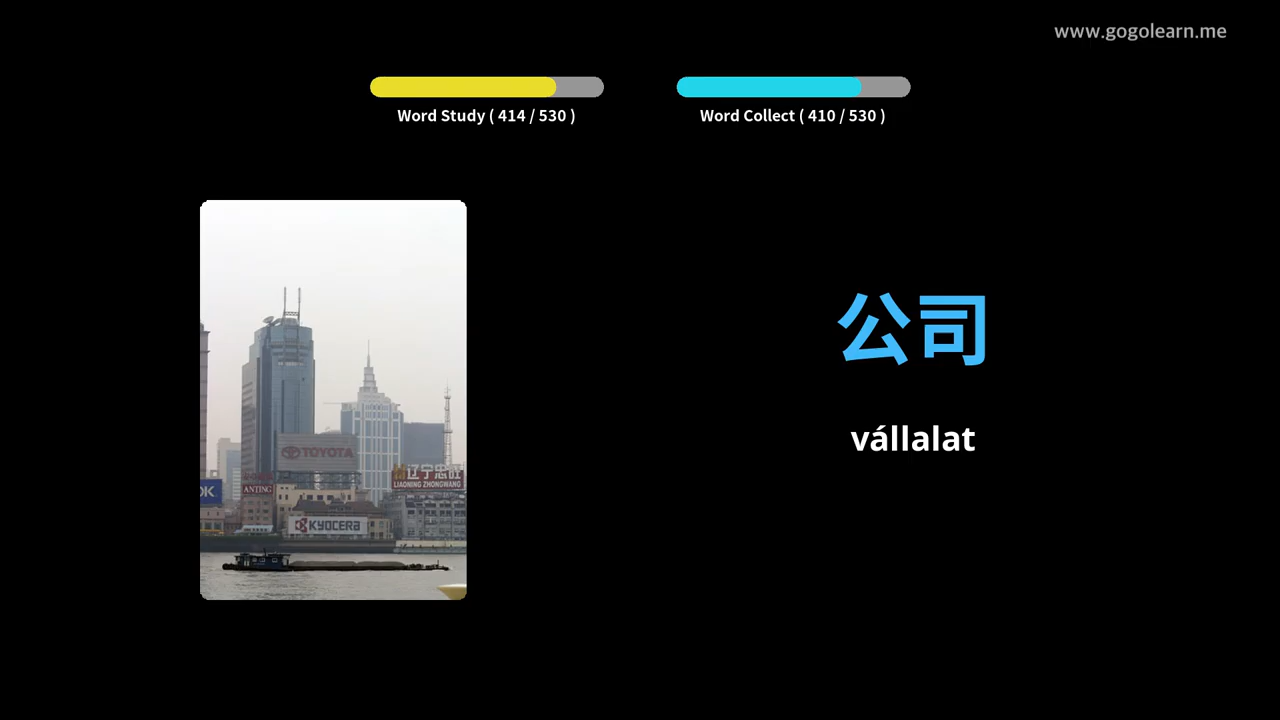 www.gogolearn.me
Word Study ( 414 / 530 )
Word Collect ( 410 / 530 )
公司
vállalat
TOYOTA
辽宁忠旺
LIAONING ZHONGWANG
OK
ANTING
KYOCERA